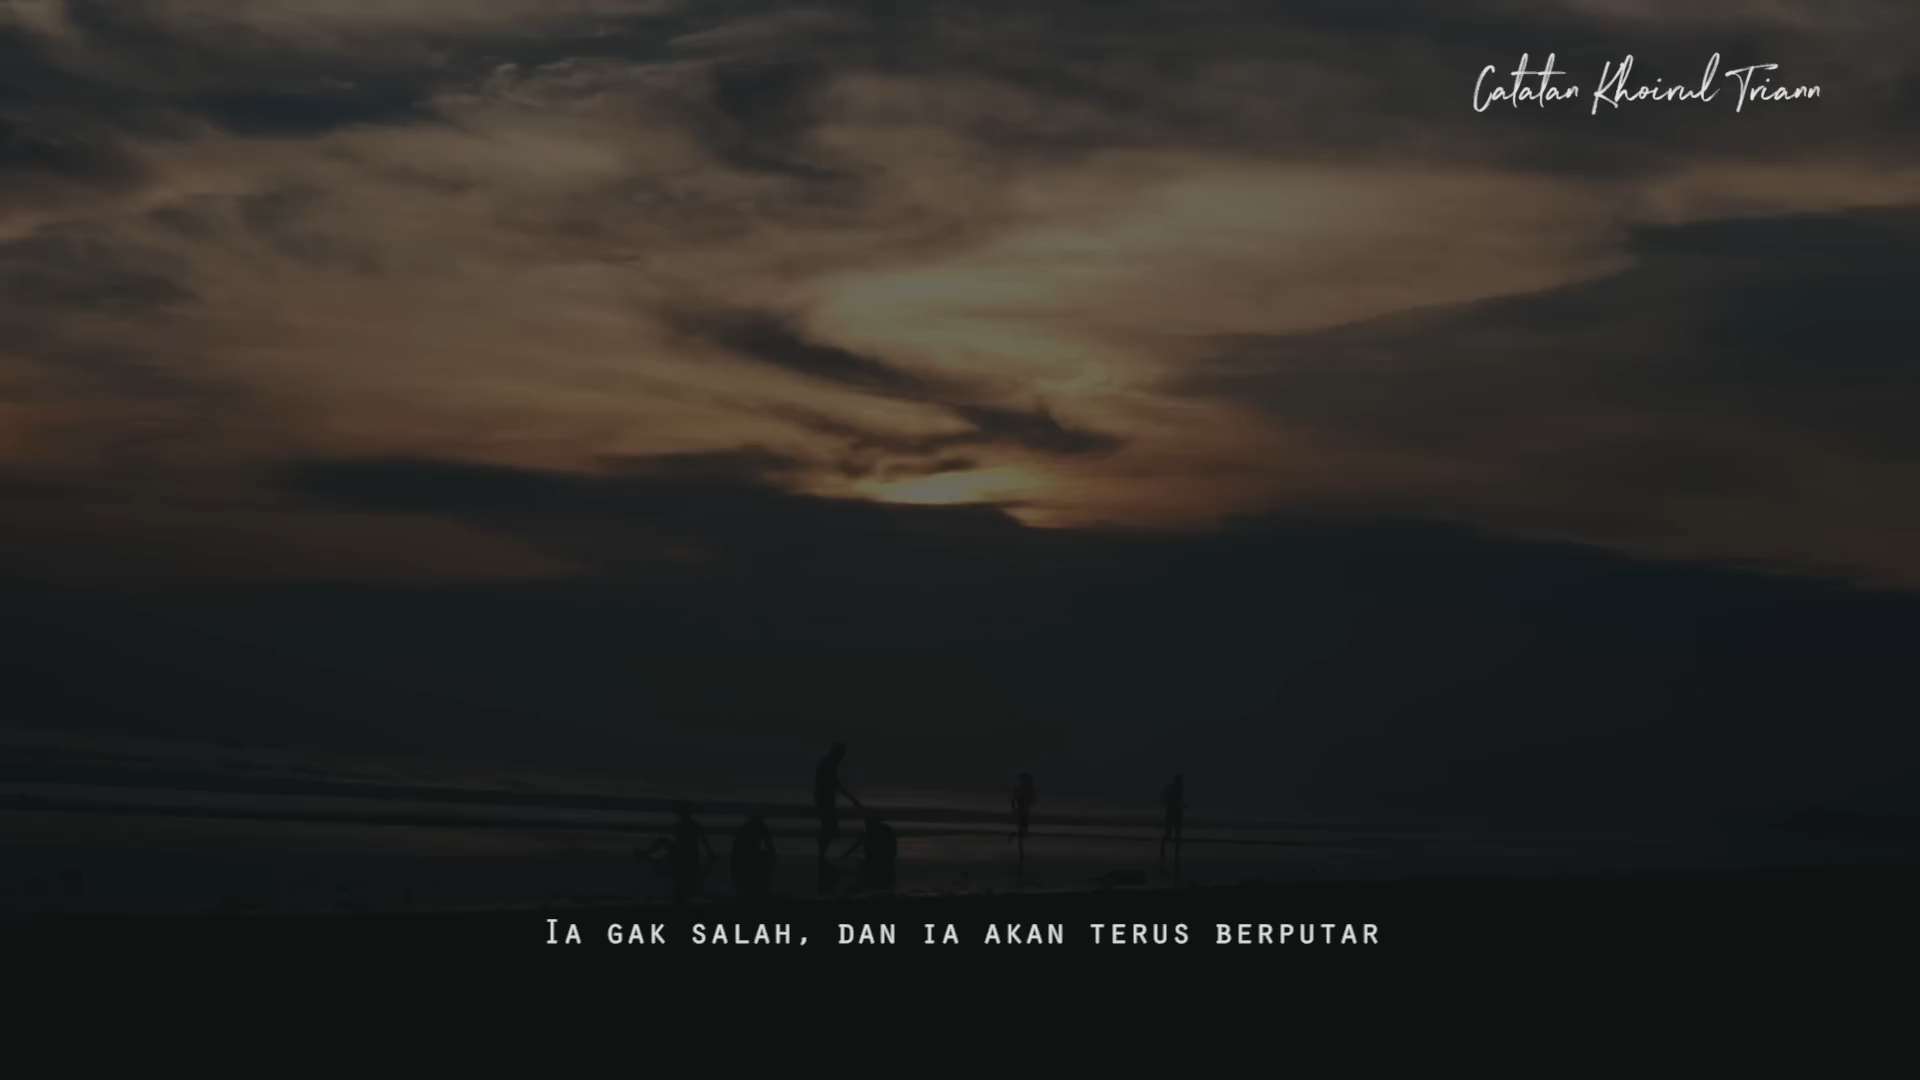 Catatan Khoirul Triann
Ia gak salah, dan ia akan terus berputar